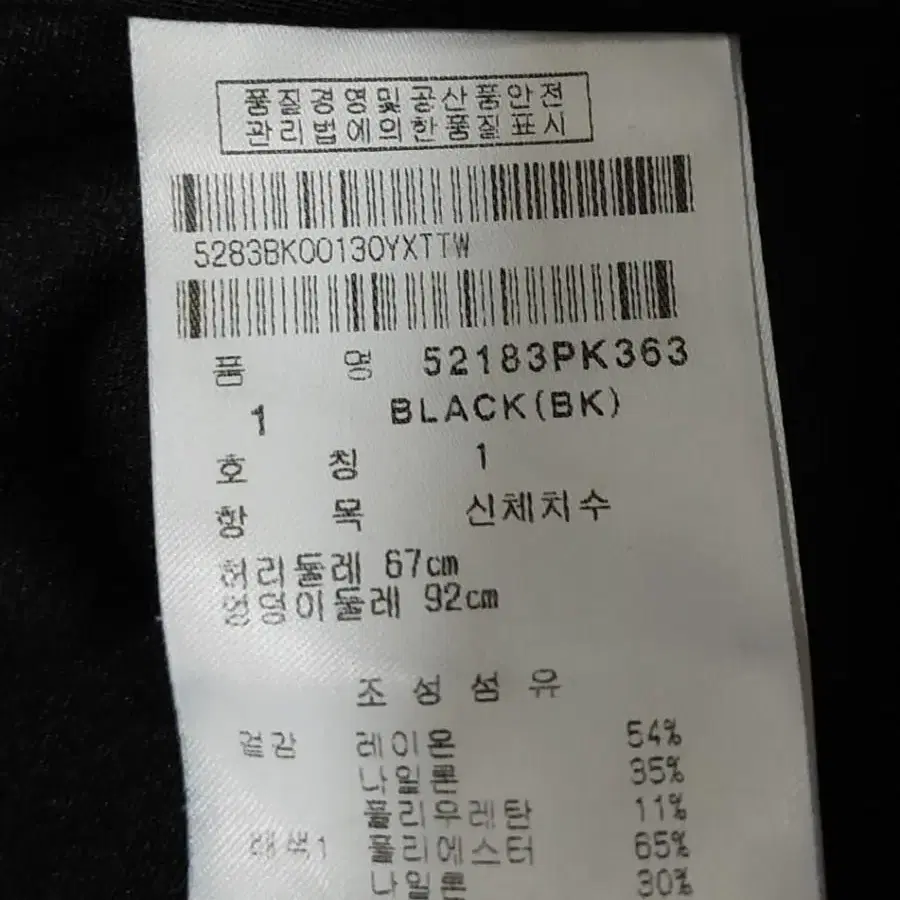 품질경영및공산품안전
관리법에의한품질표시
5283BK00130YXTTW
품 명 52183PK363
1 BLACK(BK)
호 칭 1
항 목 신체치수
허리둘레 67cm
엉덩이둘레 92cm
조 성 섬 유
겉감 레이온 54%
나일론 35%
폴리우레탄 11%
배색1 폴리에스터 65%
나일론 30%